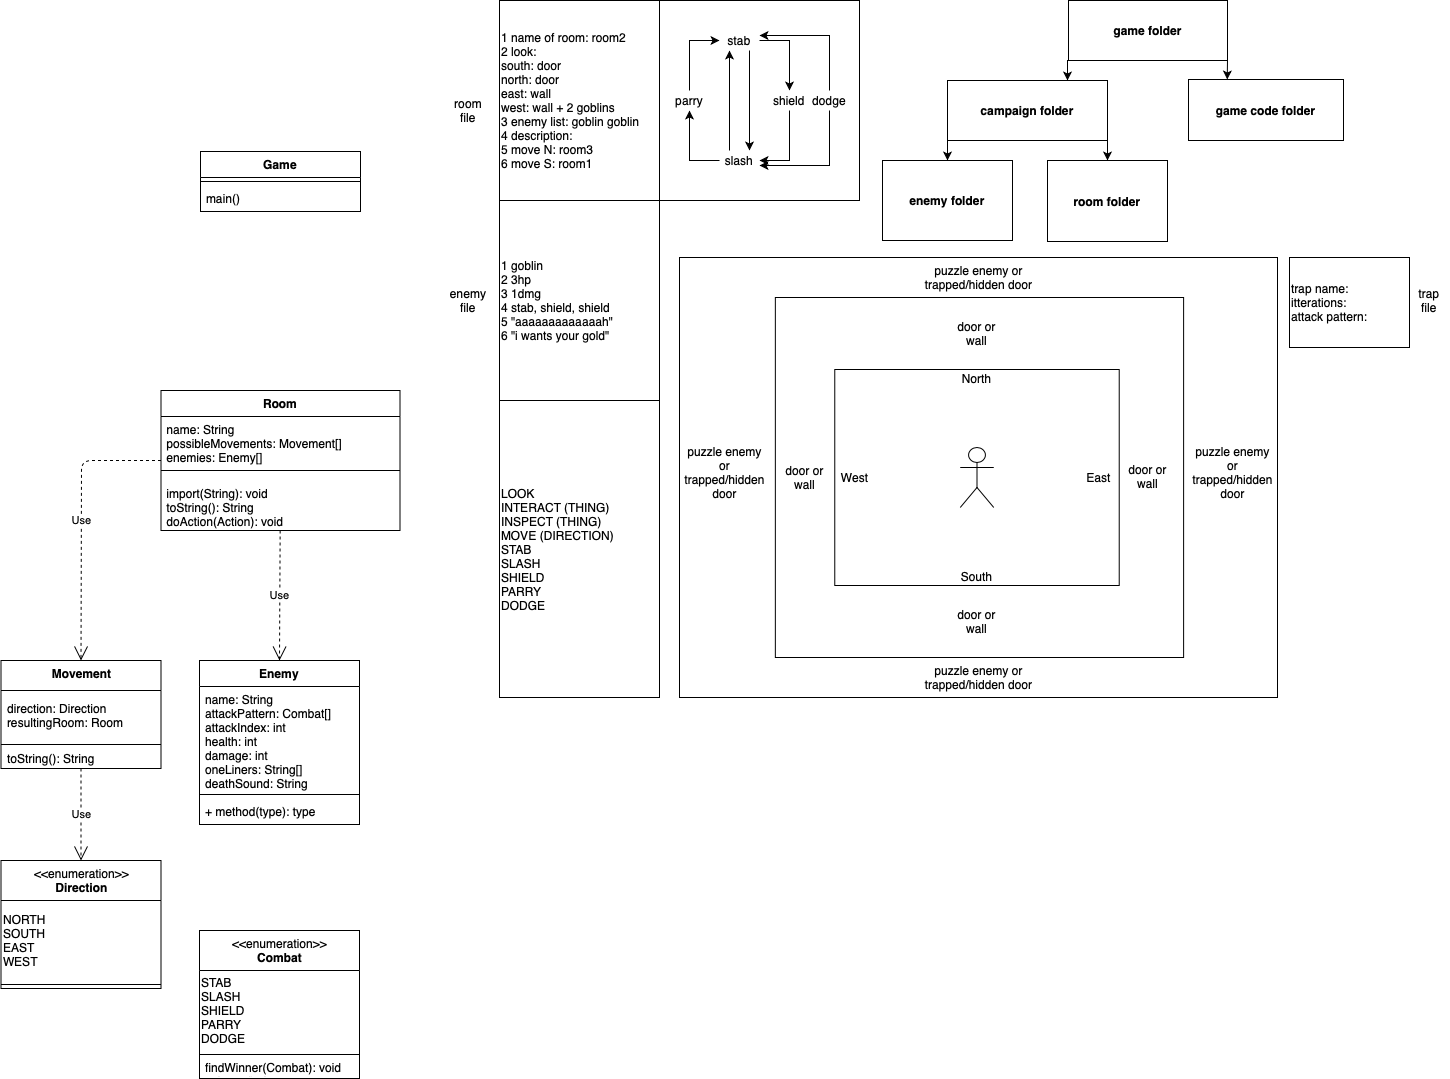 Game
main()
room
file
1 name of room: room2
2 look:
south: door
north: door
east: wall
west: wall + 2 goblins
3 enemy list: goblin goblin
4 description:
5 move N: room3
6 move S: room1
stab
parry
shield
dodge
slash
game folder
campaign folder
game code folder
enemy folder
room folder
enemy
file
1 goblin
2 3hp
3 1dmg
4 stab, shield, shield
5 "aaaaaaaaaaaaah"
6 "i wants your gold"
LOOK
INTERACT (THING)
INSPECT (THING)
MOVE (DIRECTION)
STAB
SLASH
SHIELD
PARRY
DODGE
puzzle enemy or
trapped/hidden door
door or
wall
North
puzzle enemy
or
trapped/hidden
door
door or
wall
West
East
door or
wall
puzzle enemy
or
trapped/hidden
door
South
door or
wall
puzzle enemy or
trapped/hidden door
trap name:
itterations:
attack pattern:
trap
file
Room
name: String
possibleMovements: Movement[]
enemies: Enemy[]
import(String): void
toString(): String
doAction(Action): void
Use
Use
Movement
direction: Direction
resultingRoom: Room
toString(): String
Use
Enemy
name: String
attackPattern: Combat[]
attackIndex: int
health: int
damage: int
oneLiners: String[]
deathSound: String
+ method(type): type
<<enumeration>>
Direction
NORTH
SOUTH
EAST
WEST
<<enumeration>>
Combat
STAB
SLASH
SHIELD
PARRY
DODGE
findWinner(Combat): void